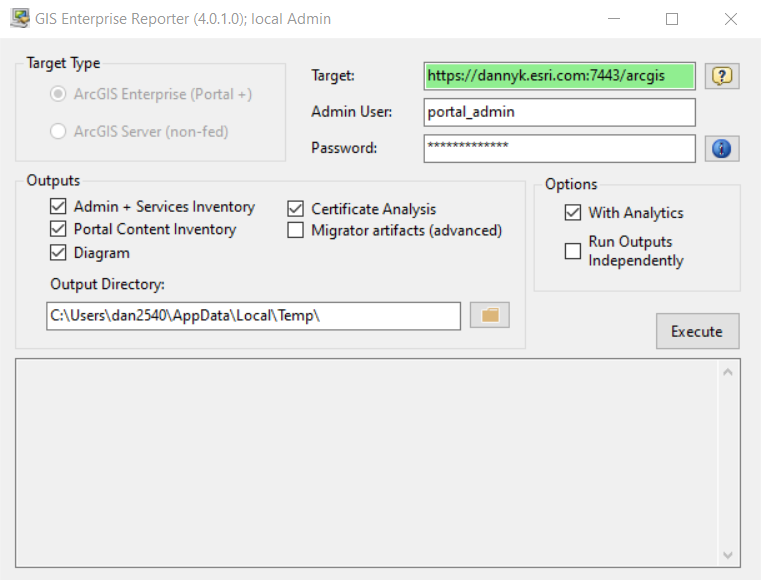 GIS Enterprise Reporter (4.0.1.0); local Admin
Target Type
ArcGIS Enterprise (Portal +)
ArcGIS Server (non-fed)
Target:
https://dannyk.esri.com:7443/arcgis
Admin User:
portal_admin
Password:
*************
Outputs
Admin + Services Inventory
Portal Content Inventory
Diagram
Certificate Analysis
Migrator artifacts (advanced)
Output Directory:
C:\Users\dan2540\AppData\Local\Temp\
Options
With Analytics
Run Outputs
Independently
Execute